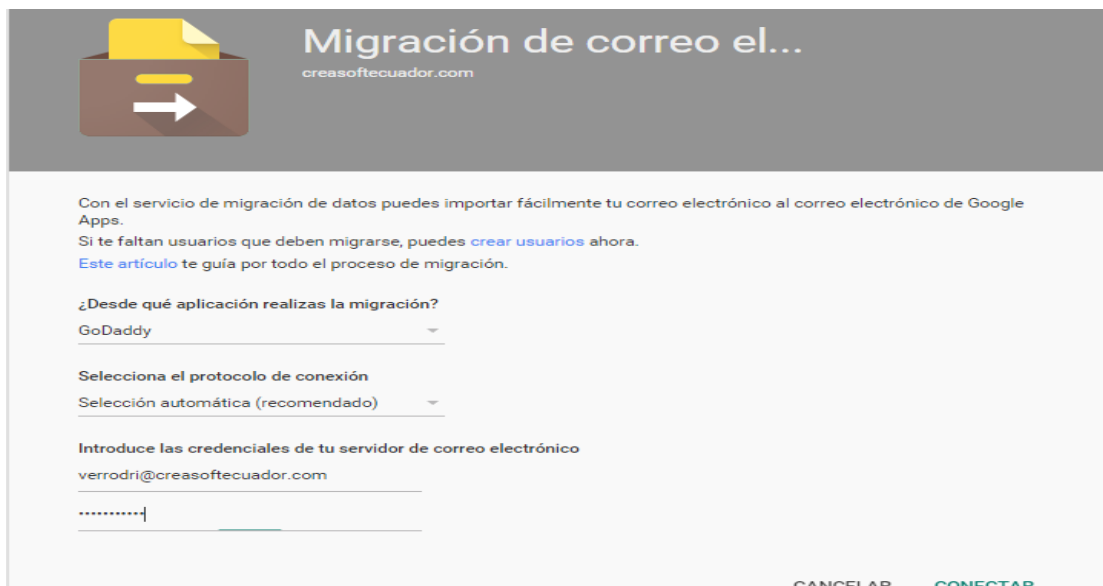 Migración de correo el...
creasoftecuador.com
Con el servicio de migración de datos puedes importar fácilmente tu correo electrónico al correo electrónico de Google
Apps.
Si te faltan usuarios que deben migrarse, puedes crear usuarios ahora.
Este artículo te guía por todo el proceso de migración.
¿Desde qué aplicación realizas la migración?
GoDaddy
Selecciona el protocolo de conexión
Selección automática (recomendado)
Introduce las credenciales de tu servidor de correo electrónico
verrodri@creasoftecuador.com
•••••••••••
CANCELAR CONECTAR